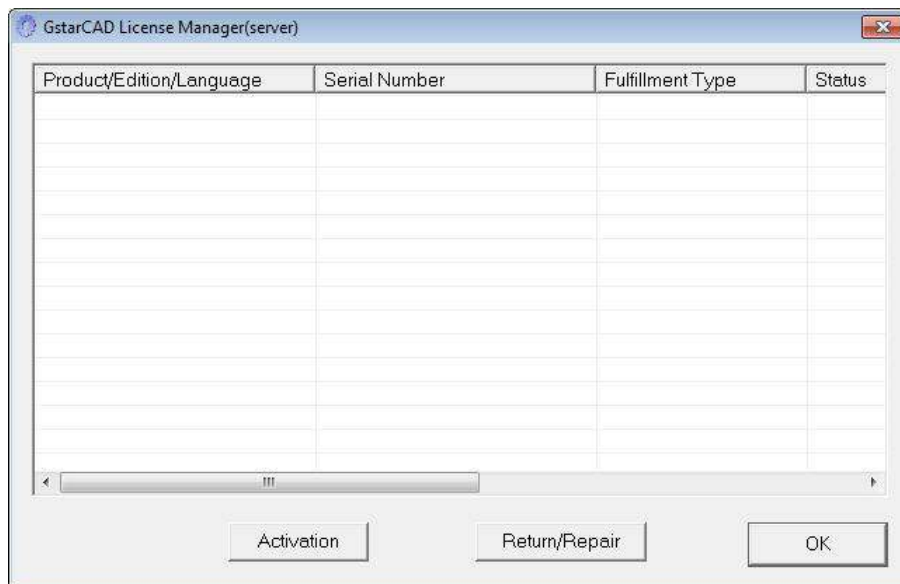 GstarCAD License Manager(server)
Product/Edition/Language Serial Number Fulfillment Type Status
Activation Return/Repair OK